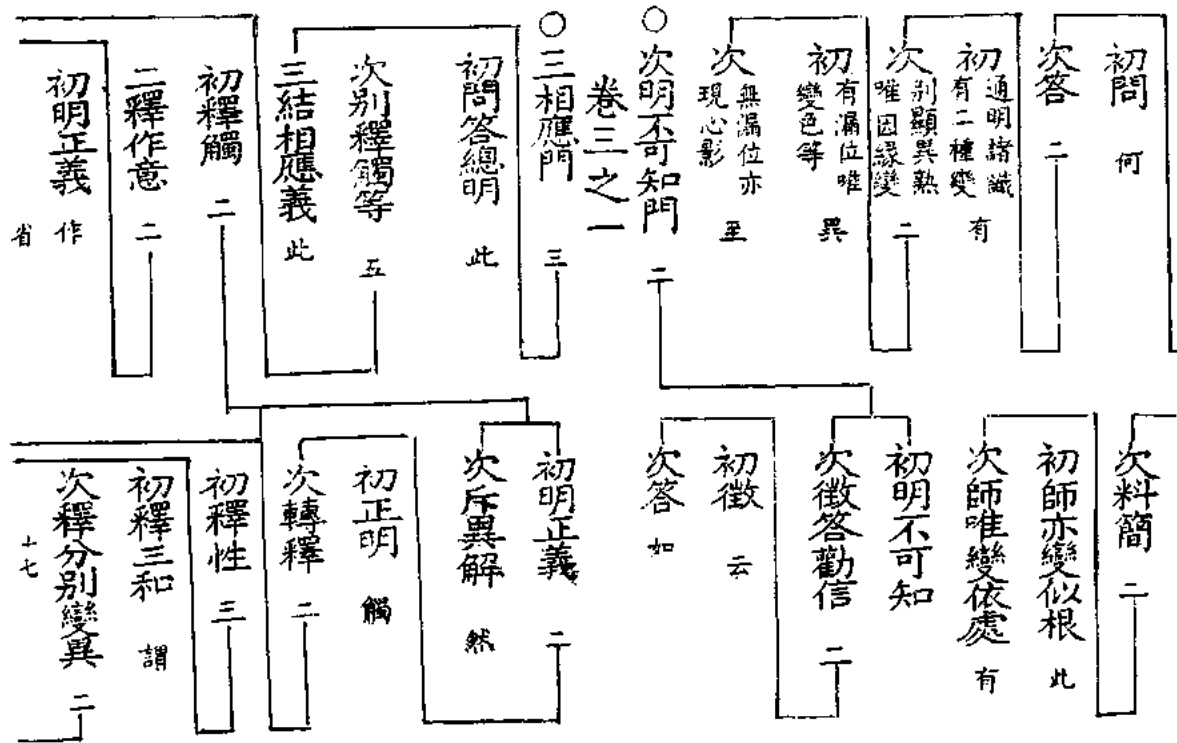 初問 何
次答 二
初 通明諸識有二種變 有
次 別顯異熟唯因緣變 二
初 有漏位唯變色等 異
次 無漏位亦現心影 至
○次明不可知門 二
卷三之一
○三相應門 三
初問答總明 此
次別釋觸等 五
三結相應義 此
初釋觸 二
二釋作意 二
初明正義 作
省
次料簡 二
初師亦變似根 此
次師唯變依處 有
初明不可知
次徵答勸信 二
初徵 云
次答 如
初明正義 二
次斥異解 然
初正明 觸
次轉釋 二
初釋性 三
初釋三和 謂
次釋分別變異 二
十七